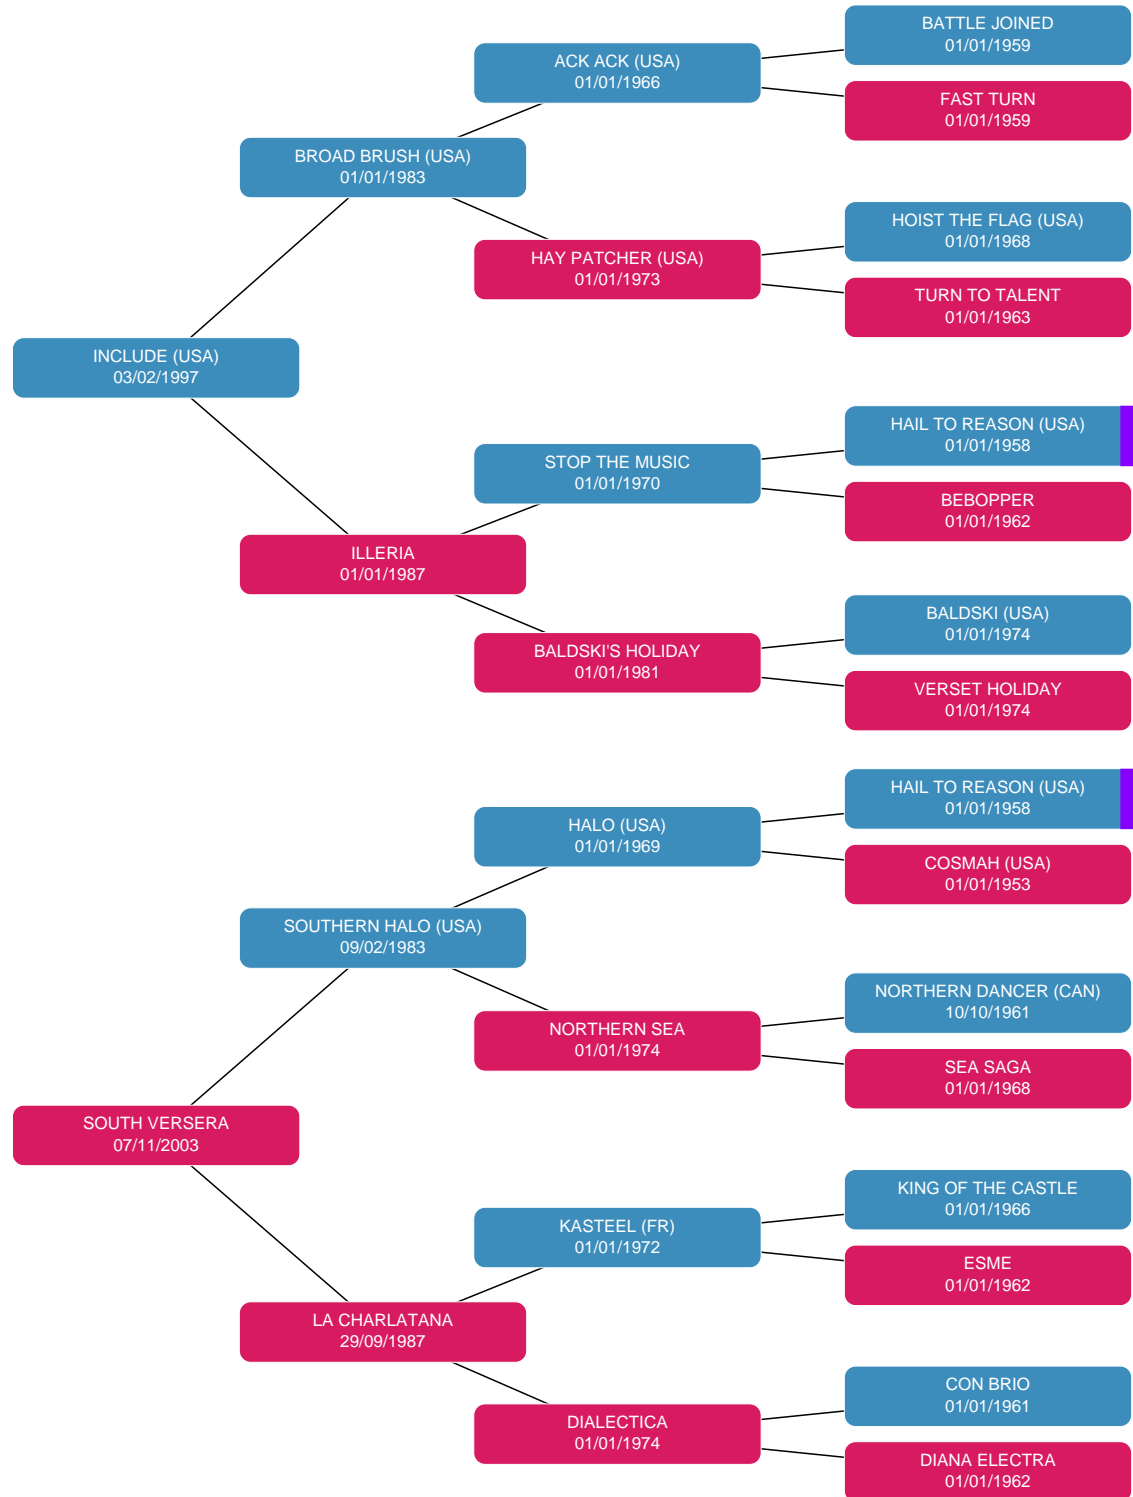 BATTLE JOINED
01/01/1959
ACK ACK (USA)
01/01/1966
FAST TURN
01/01/1959
BROAD BRUSH (USA)
01/01/1983
HOIST THE FLAG (USA)
01/01/1968
HAY PATCHER (USA)
01/01/1973
TURN TO TALENT
01/01/1963
INCLUDE (USA)
03/02/1997
HAIL TO REASON (USA)
01/01/1958
STOP THE MUSIC
01/01/1970
BEBOPPER
01/01/1962
ILLERIA
01/01/1987
BALDSKI (USA)
01/01/1974
BALDSKI'S HOLIDAY
01/01/1981
VERSET HOLIDAY
01/01/1974
HAIL TO REASON (USA)
01/01/1958
HALO (USA)
01/01/1969
COSMAH (USA)
01/01/1953
SOUTHERN HALO (USA)
09/02/1983
NORTHERN DANCER (CAN)
10/10/1961
NORTHERN SEA
01/01/1974
SEA SAGA
01/01/1968
SOUTH VERSERA
07/11/2003
KING OF THE CASTLE
01/01/1966
KASTEEL (FR)
01/01/1972
ESME
01/01/1962
LA CHARLATANA
29/09/1987
CON BRIO
01/01/1961
DIALECTICA
01/01/1974
DIANA ELECTRA
01/01/1962